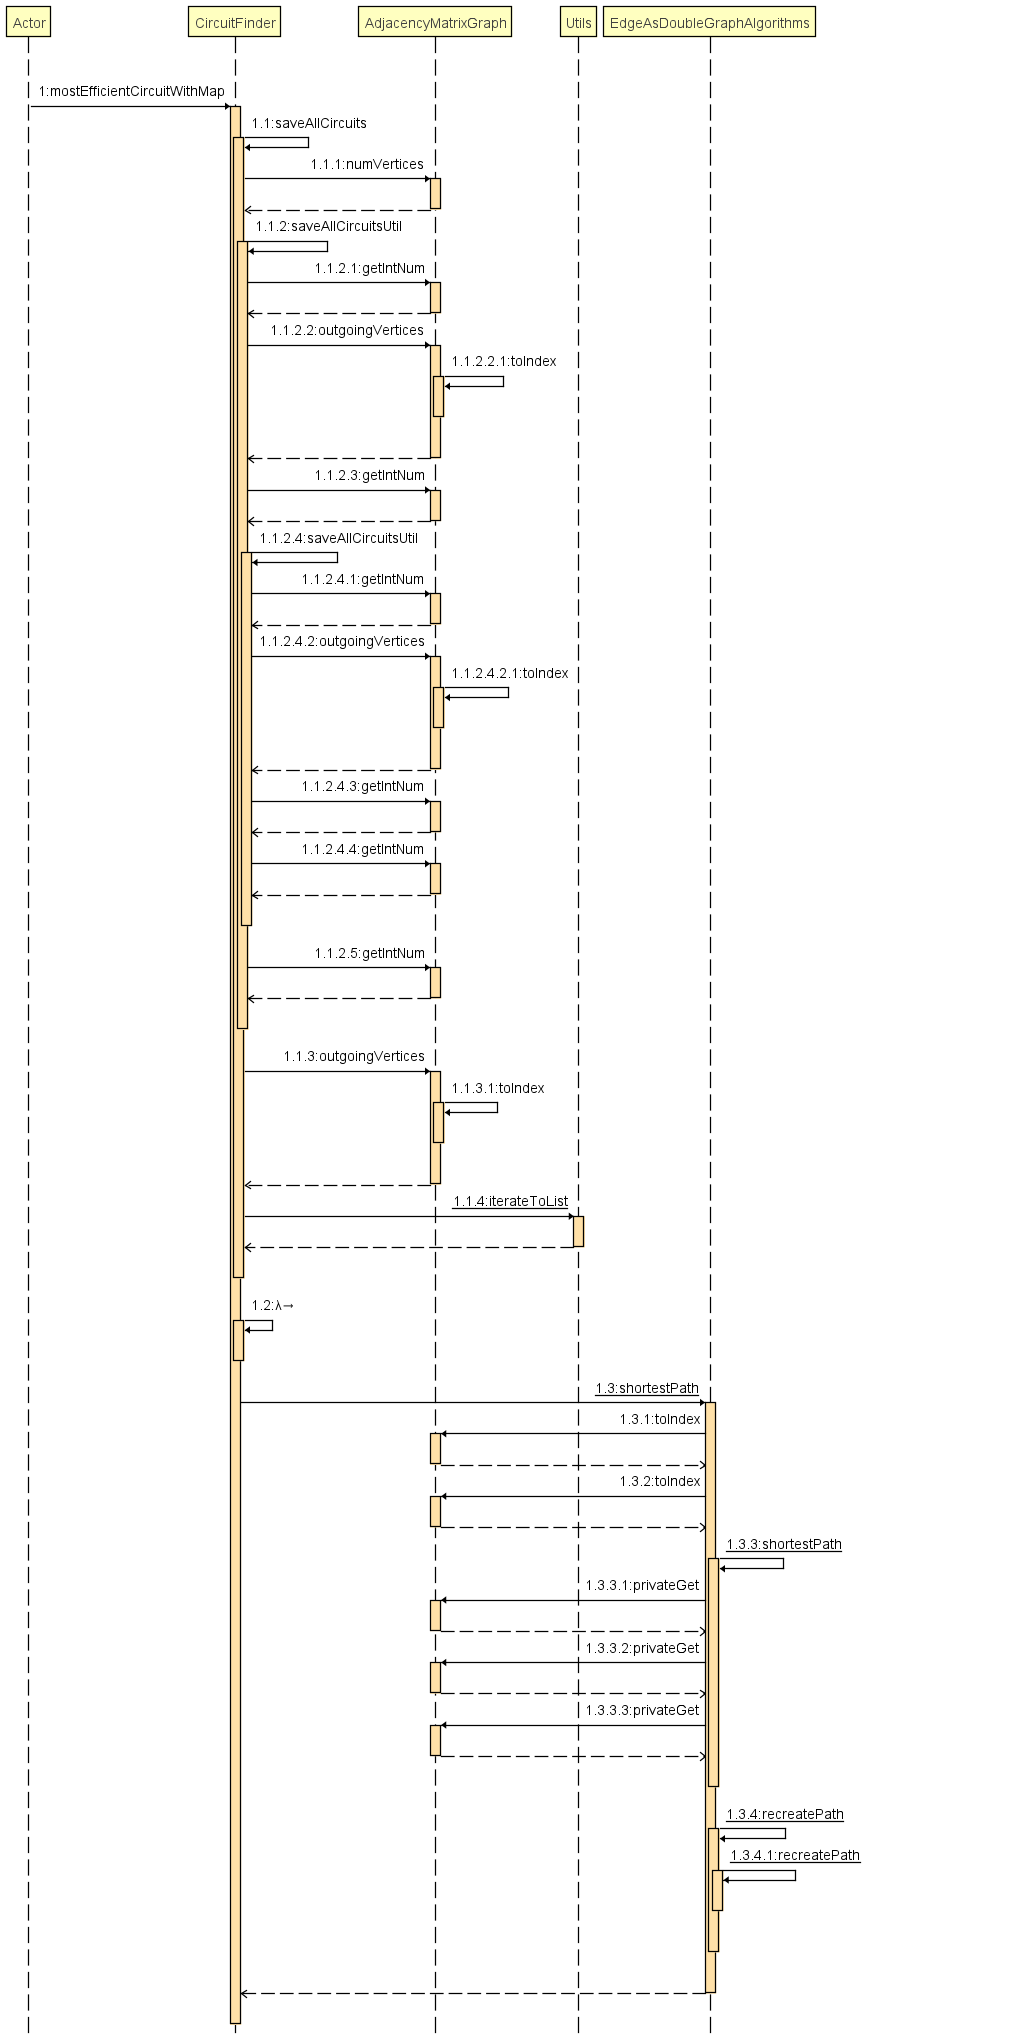 Actor
CircuitFinder
AdjacencyMatrixGraph
Utils
EdgeAsDoubleGraphAlgorithms
1:mostEfficientCircuitWithMap
1.1:saveAllCircuits
1.1.1:numVertices
1.1.2:saveAllCircuitsUtil
1.1.2.1:getIntNum
1.1.2.2:outgoingVertices
1.1.2.2.1:toIndex
1.1.2.3:getIntNum
1.1.2.4:saveAllCircuitsUtil
1.1.2.4.1:getIntNum
1.1.2.4.2:outgoingVertices
1.1.2.4.2.1:toIndex
1.1.2.4.3:getIntNum
1.1.2.4.4:getIntNum
1.1.2.5:getIntNum
1.1.3:outgoingVertices
1.1.3.1:toIndex
1.1.4:iterateToList
1.2:λ→
1.3:shortestPath
1.3.1:toIndex
1.3.2:toIndex
1.3.3:shortestPath
1.3.3.1:privateGet
1.3.3.2:privateGet
1.3.3.3:privateGet
1.3.4:recreatePath
1.3.4.1:recreatePath